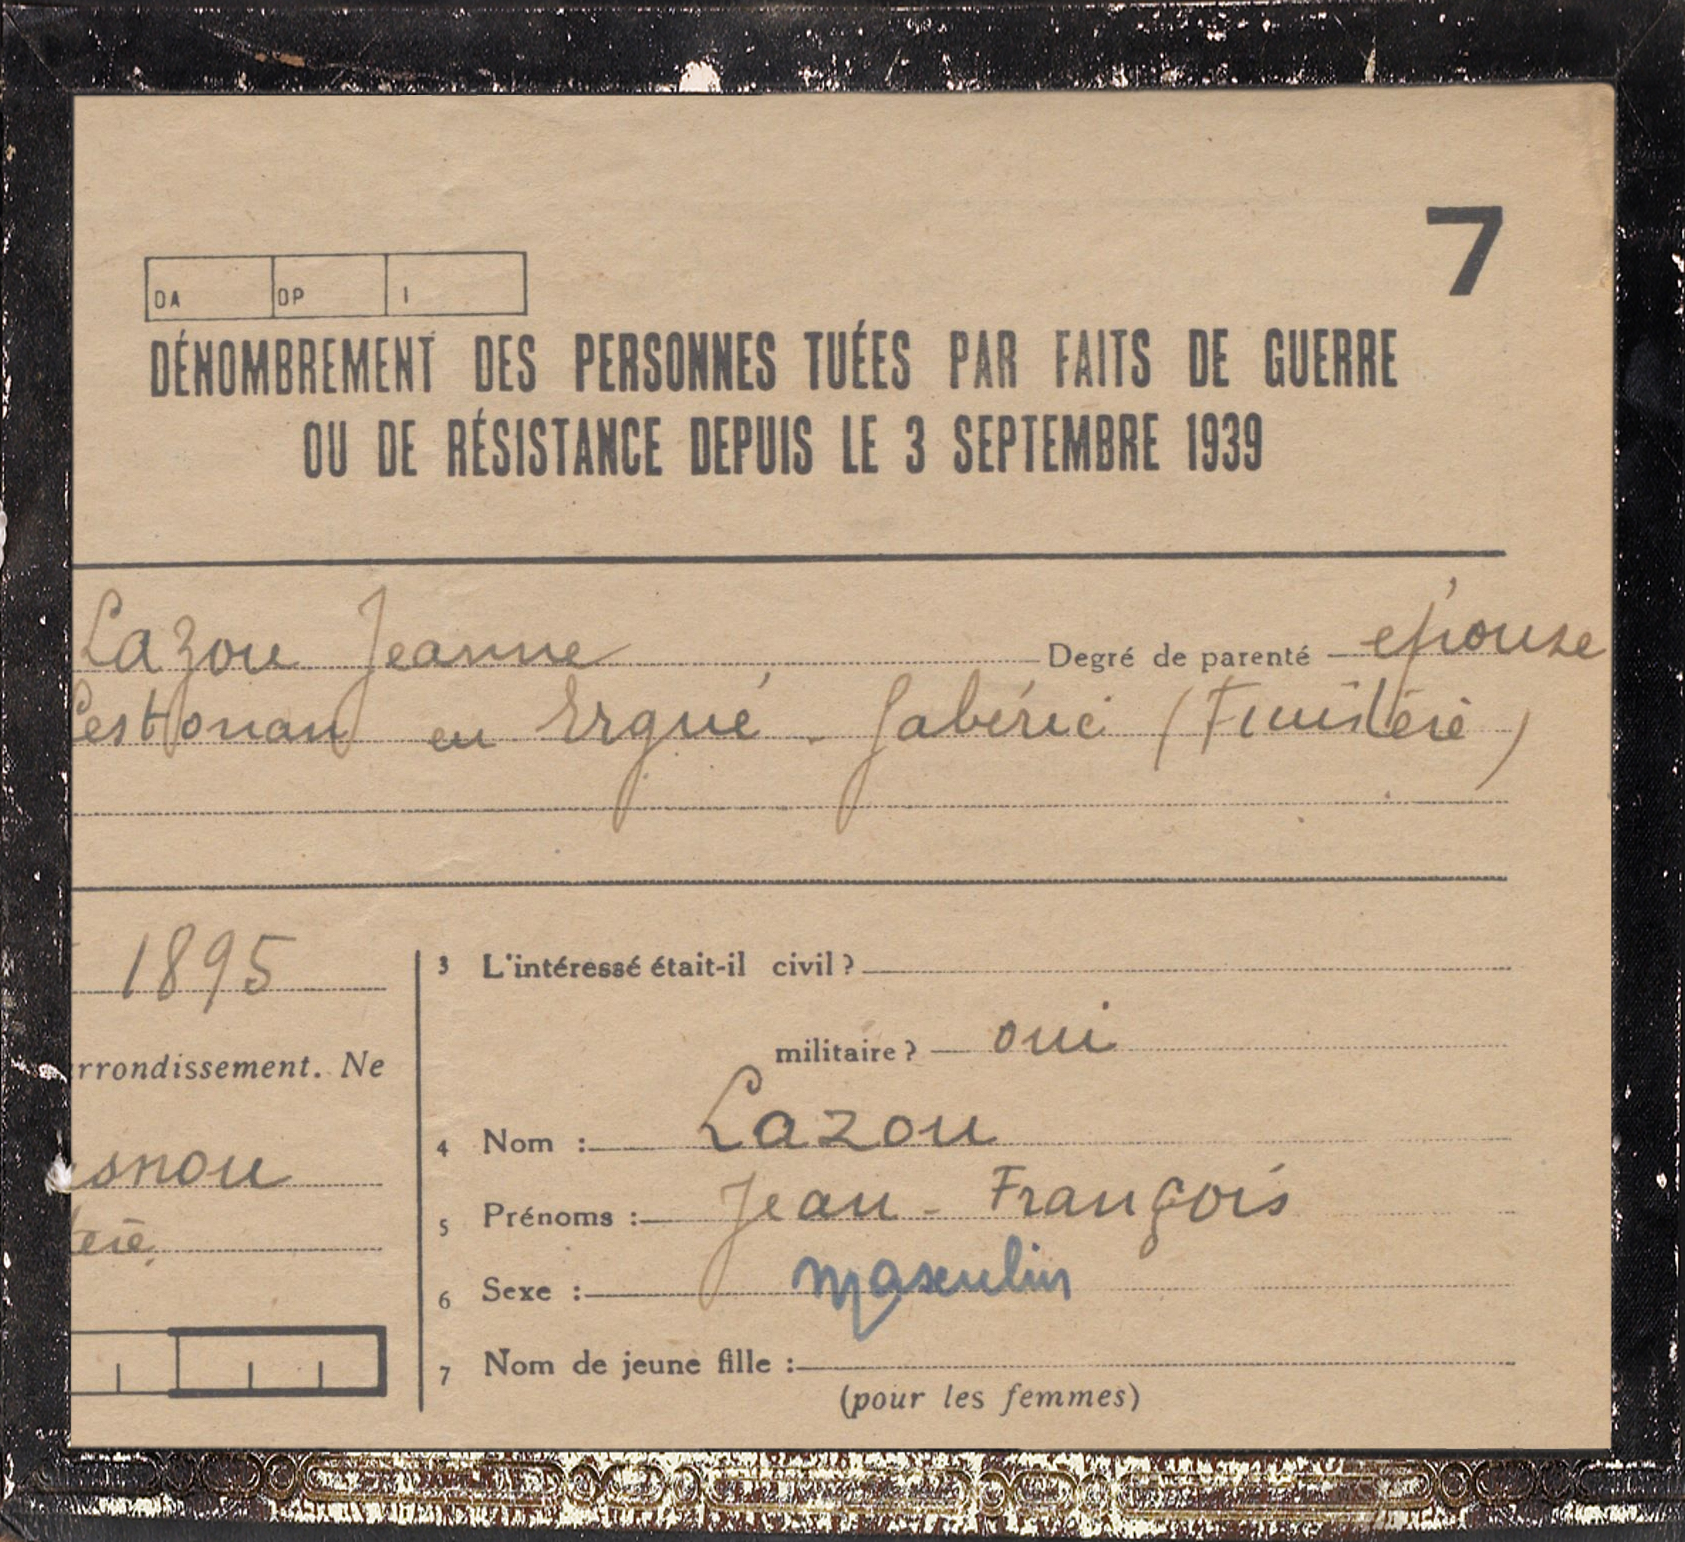 7
DA DP I
DÉNOMBREMENT DES PERSONNES TUÉES PAR FAITS DE GUERRE
OU DE RÉSISTANCE DEPUIS LE 3 SEPTEMBRE 1939
Lazou Jeanne Degré de parenté épouse
Lestonan en Ergué-Gabéric (Finistère)
1895
rrondissement. Ne
snou
ère
3 L'intéressé était-il civil ?
militaire ? oui
4 Nom : Lazou
5 Prénoms : Jean-François
6 Sexe : masculin
7 Nom de jeune fille :
(pour les femmes)